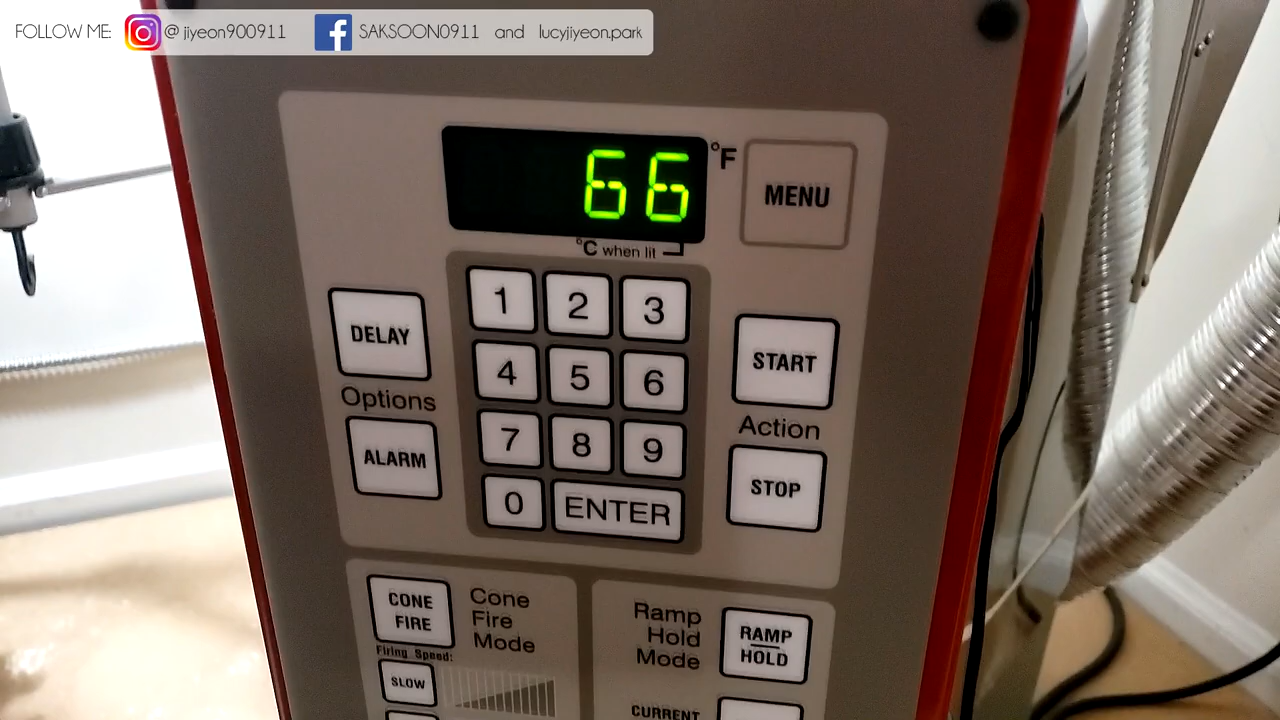 FOLLOW ME: @jiyeon900911 SAKSOON0911 and lucyjiyeon.park
66 °F
MENU
°C when lit
1 2 3
DELAY
4 5 6
START
Options
Action
7 8 9
ALARM
STOP
0 ENTER
CONE
FIRE
Cone
Fire
Mode
Ramp
Hold
Mode
RAMP
HOLD
Firing Speed:
SLOW
CURRENT